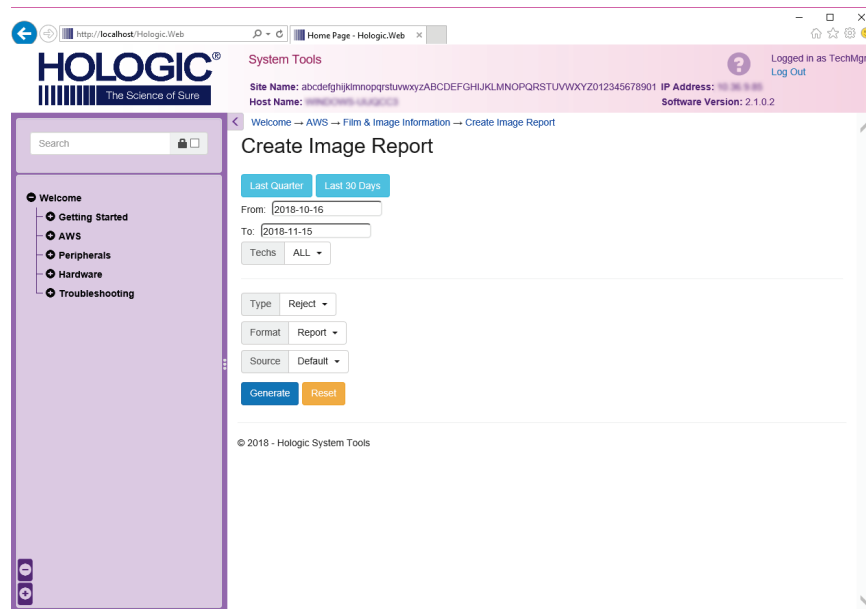 http://localhost/Hologic.Web
Home Page - Hologic.Web ×
HOLOGIC®
The Science of Sure
System Tools
Logged in as TechMgr
Log Out
Site Name: abcdefghijklmnopqrstuvwxyzABCDEFGHIJKLMNOPQRSTUVWXYZ012345678901 IP Address:
Host Name:
Software Version: 2.1.0.2
Welcome → AWS → Film & Image Information → Create Image Report
Search
Create Image Report
Last Quarter Last 30 Days
Welcome
From: 2018-10-16
Getting Started
To: 2018-11-15
AWS
Techs ALL
Peripherals
Hardware
Troubleshooting
Type Reject
Format Report
Source Default
Generate Reset
© 2018 - Hologic System Tools